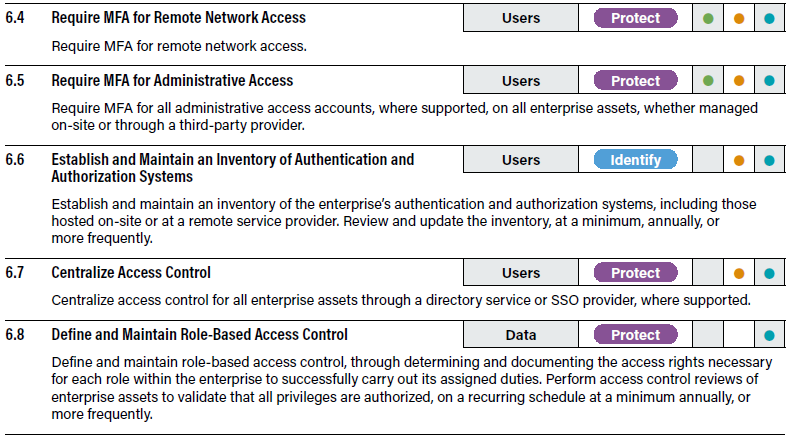 6.4 Require MFA for Remote Network Access Users Protect
Require MFA for remote network access.
6.5 Require MFA for Administrative Access Users Protect
Require MFA for all administrative access accounts, where supported, on all enterprise assets, whether managed
on-site or through a third-party provider.
6.6 Establish and Maintain an Inventory of Authentication and Users Identify
Authorization Systems
Establish and maintain an inventory of the enterprise’s authentication and authorization systems, including those
hosted on-site or at a remote service provider. Review and update the inventory, at a minimum, annually, or
more frequently.
6.7 Centralize Access Control Users Protect
Centralize access control for all enterprise assets through a directory service or SSO provider, where supported.
6.8 Define and Maintain Role-Based Access Control Data Protect
Define and maintain role-based access control, through determining and documenting the access rights necessary
for each role within the enterprise to successfully carry out its assigned duties. Perform access control reviews of
enterprise assets to validate that all privileges are authorized, on a recurring schedule at a minimum annually, or
more frequently.